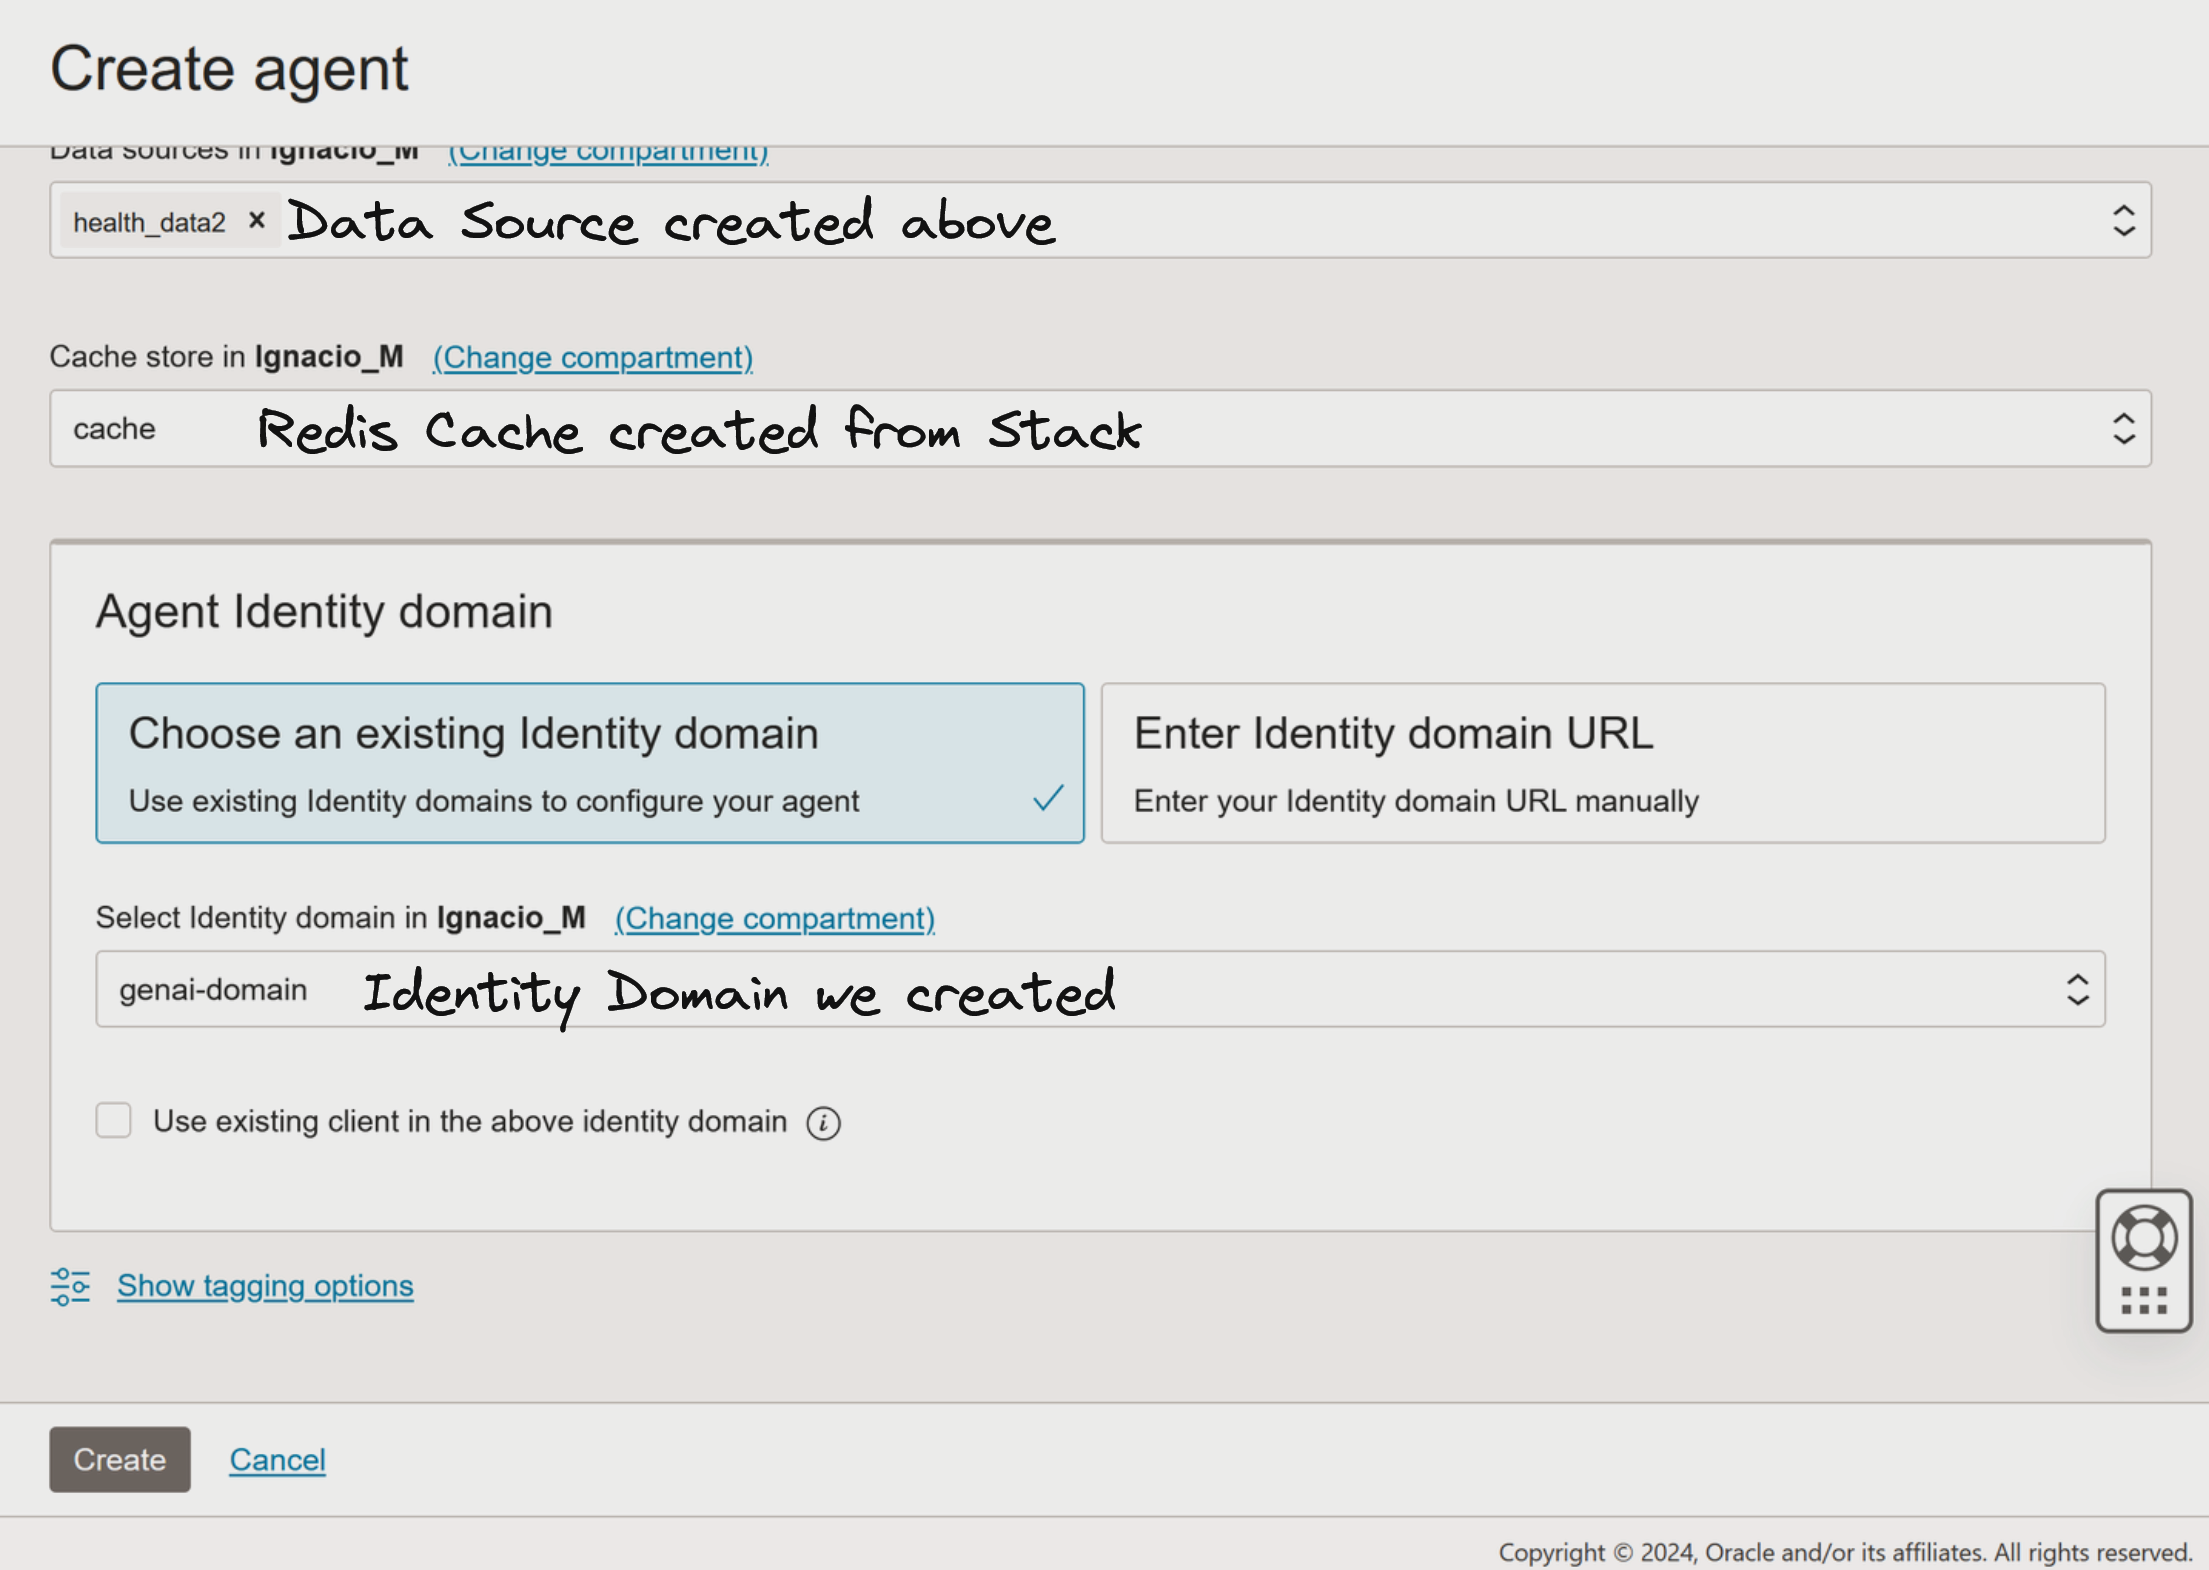 Create agent
Data sources in Ignacio_M (Change compartment)
health_data2 × Data Source created above
Cache store in Ignacio_M (Change compartment)
cache Redis Cache created from Stack
Agent Identity domain
Choose an existing Identity domain
Use existing Identity domains to configure your agent
Enter Identity domain URL
Enter your Identity domain URL manually
Select Identity domain in Ignacio_M (Change compartment)
genai-domain Identity Domain we created
Use existing client in the above identity domain
Show tagging options
Create Cancel
Copyright © 2024, Oracle and/or its affiliates. All rights reserved.